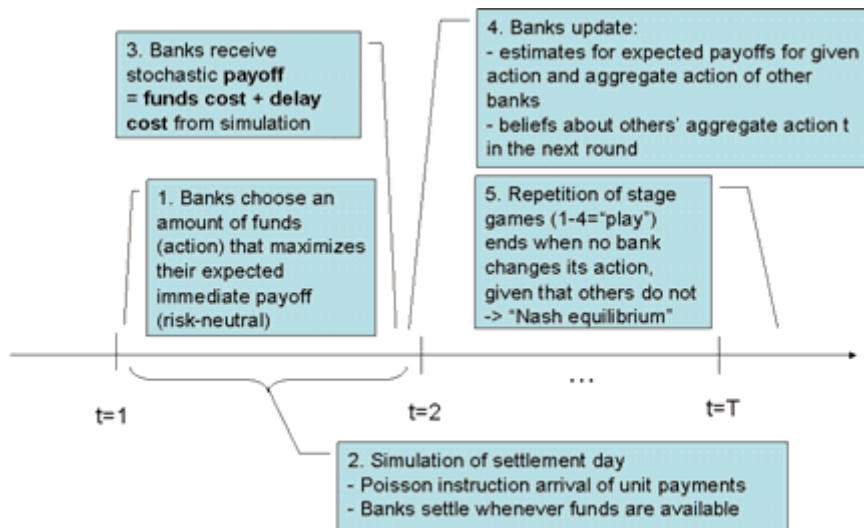 3. Banks receive
stochastic payoff
= funds cost + delay
cost from simulation
4. Banks update:
- estimates for expected payoffs for given
action and aggregate action of other
banks
- beliefs about others' aggregate action t
in the next round
1. Banks choose an
amount of funds
(action) that maximizes
their expected
immediate payoff
(risk-neutral)
5. Repetition of stage
games (1-4="play")
ends when no bank
changes its action,
given that others do not
-> "Nash equilibrium"
...
t=1
t=2
t=T
2. Simulation of settlement day
- Poisson instruction arrival of unit payments
- Banks settle whenever funds are available